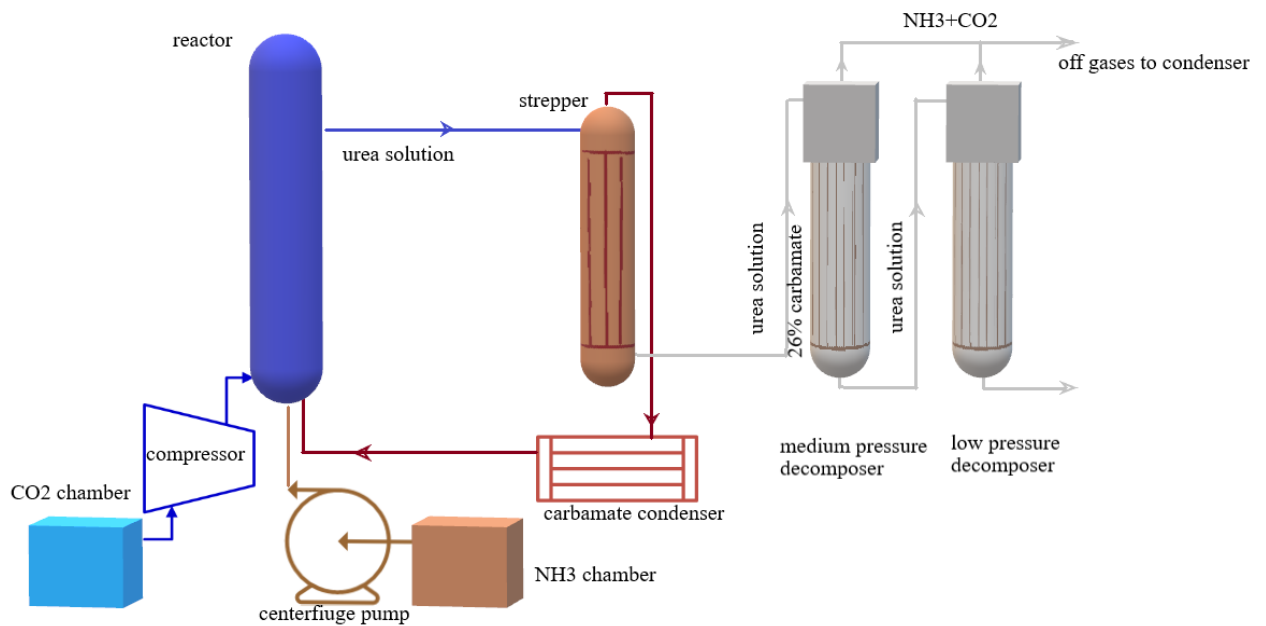 NH3+CO2
reactor
off gases to condenser
strepper
urea solution
urea solution
26% carbamate
urea solution
medium pressure
decomposer
low pressure
decomposer
compressor
CO2 chamber
carbamate condenser
NH3 chamber
centerfiuge pump